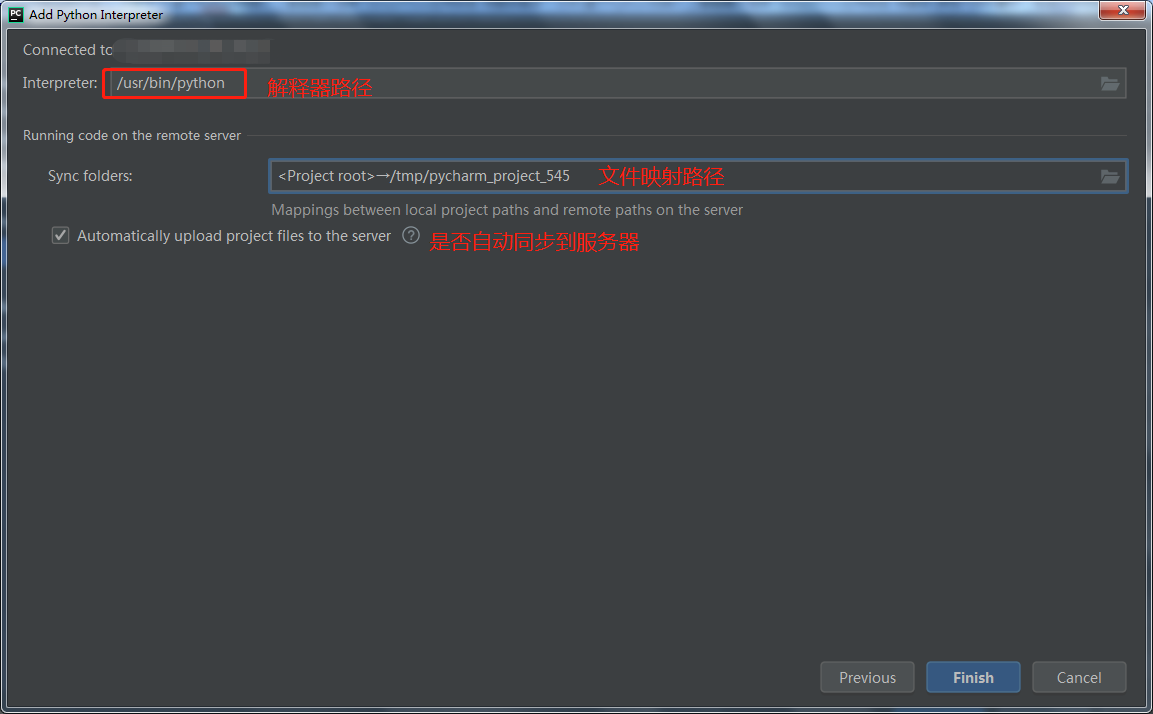 PC Add Python Interpreter
Connected to
Interpreter: /usr/bin/python 解释器路径
Running code on the remote server
Sync folders: <Project root>→/tmp/pycharm_project_545 文件映射路径
Mappings between local project paths and remote paths on the server
Automatically upload project files to the server ? 是否自动同步到服务器
Previous Finish Cancel